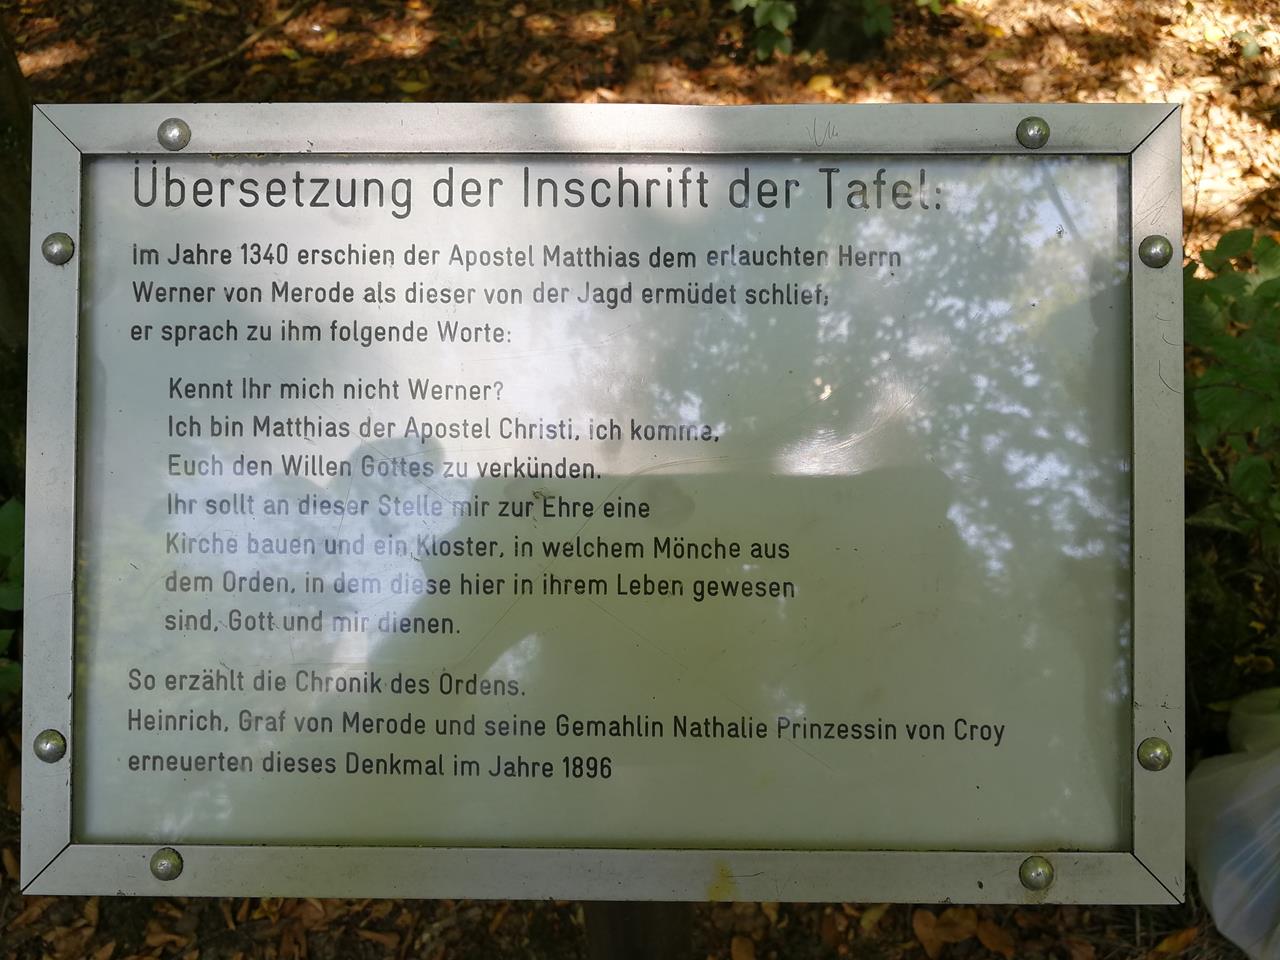 Übersetzung der Inschrift der Tafel:
Im Jahre 1340 erschien der Apostel Matthias dem erlauchten Herrn
Werner von Merode als dieser von der Jagd ermüdet schlief;
er sprach zu ihm folgende Worte:
Kennt Ihr mich nicht Werner?
Ich bin Matthias der Apostel Christi, ich komme,
Euch den Willen Gottes zu verkünden.
Ihr sollt an dieser Stelle mir zur Ehre eine
Kirche bauen und ein Kloster, in welchem Mönche aus
dem Orden, in dem diese hier in ihrem Leben gewesen
sind, Gott und mir dienen.
So erzählt die Chronik des Ordens.
Heinrich, Graf von Merode und seine Gemahlin Nathalie Prinzessin von Croy
erneuerten dieses Denkmal im Jahre 1896